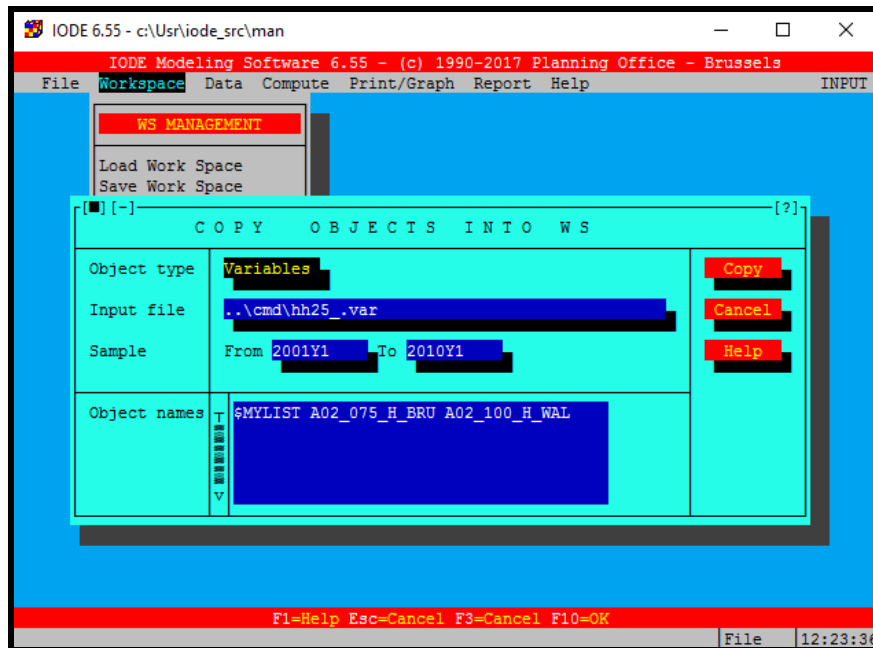 IODE 6.55 - c:\Usr\iode_src\man
IODE Modeling Software 6.55 - (c) 1990-2017 Planning Office - Brussels
File Workspace Data Compute Print/Graph Report Help INPUT
WS MANAGEMENT
Load Work Space
Save Work Space
[■][-] [?]
C O P Y   O B J E C T S   I N T O   W S
Object type Variables Copy
Input file ..\cmd\hh25_.var Cancel
Sample From 2001Y1 To 2010Y1 Help
Object names $MYLIST A02_075_H_BRU A02_100_H_WAL
F1=Help Esc=Cancel F3=Cancel F10=OK
File 12:23:36